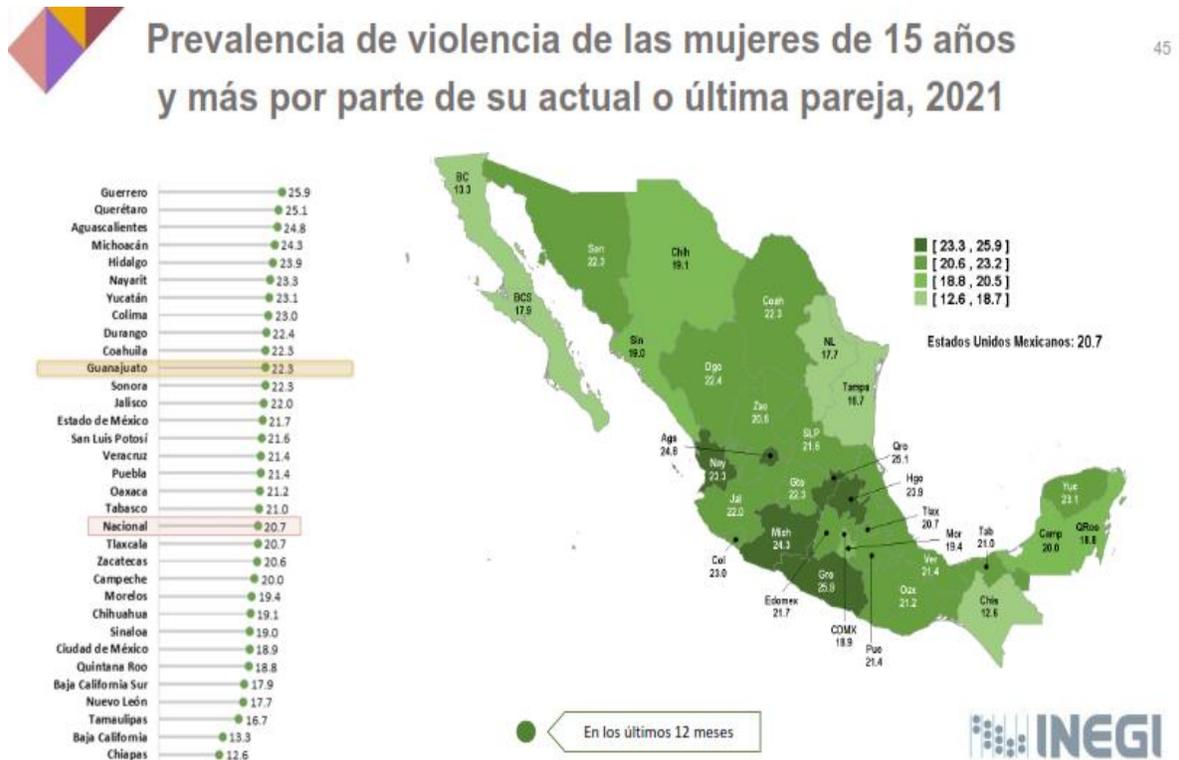 Prevalencia de violencia de las mujeres de 15 años
y más por parte de su actual o última pareja, 2021
45
Guerrero 25.9
Querétaro 25.1
Aguascalientes 24.8
Michoacán 24.3
Hidalgo 23.9
Nayarit 23.3
Yucatán 23.1
Colima 23.0
Durango 22.4
Coahuila 22.3
Guanajuato 22.3
Sonora 22.3
Jalisco 22.0
Estado de México 21.7
San Luis Potosí 21.6
Veracruz 21.4
Puebla 21.4
Oaxaca 21.2
Tabasco 21.0
Nacional 20.7
Tlaxcala 20.7
Zacatecas 20.6
Campeche 20.0
Morelos 19.4
Chihuahua 19.1
Sinaloa 19.0
Ciudad de México 18.9
Quintana Roo 18.8
Baja California Sur 17.9
Nuevo León 17.7
Tamaulipas 16.7
Baja California 13.3
Chiapas 12.6
BC
13.3
Son
22.3
Chih
19.1
BCS
17.9
Coah
22.3
Sin
19.0
NL
17.7
Dgo
22.4
Tamps
16.7
Zac
20.6
SLP
21.6
Ags
24.8
Nay
23.3
Qro
25.1
Gto
22.3
Hgo
23.9
Jal
22.0
Yuc
23.1
Tlax
20.7
Mich
24.3
Mor
19.4
Tab
21.0
Camp
20.0
QRoo
18.8
Col
23.0
Ver
21.4
Gro
25.9
Oax
21.2
Edomex
21.7
Chis
12.6
CDMX
18.9
Pue
21.4
[ 23.3 , 25.9 ]
[ 20.6 , 23.2 ]
[ 18.8 , 20.5 ]
[ 12.6 , 18.7 ]
Estados Unidos Mexicanos: 20.7
En los últimos 12 meses
INEGI